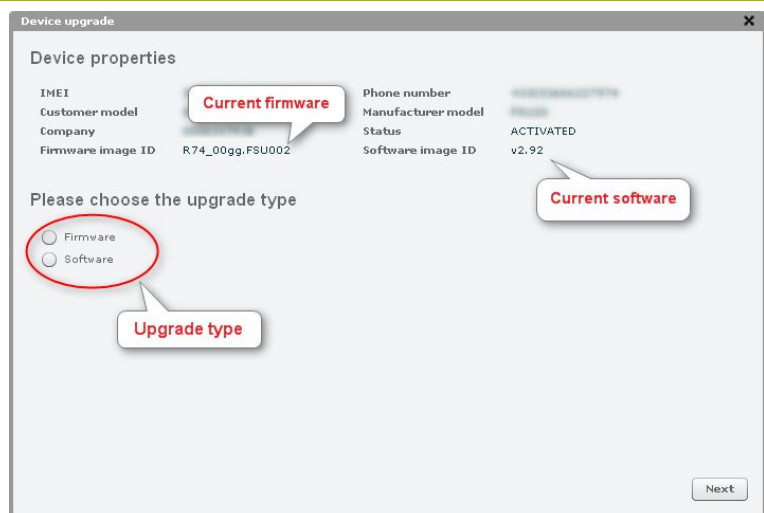 Device upgrade
Device properties
IMEI
Phone number
Customer model
Manufacturer model
Company
Status ACTIVATED
Firmware image ID R74_00gg.FSU002
Software image ID v2.92
Current firmware
Current software
Please choose the upgrade type
Firmware
Software
Upgrade type
Next